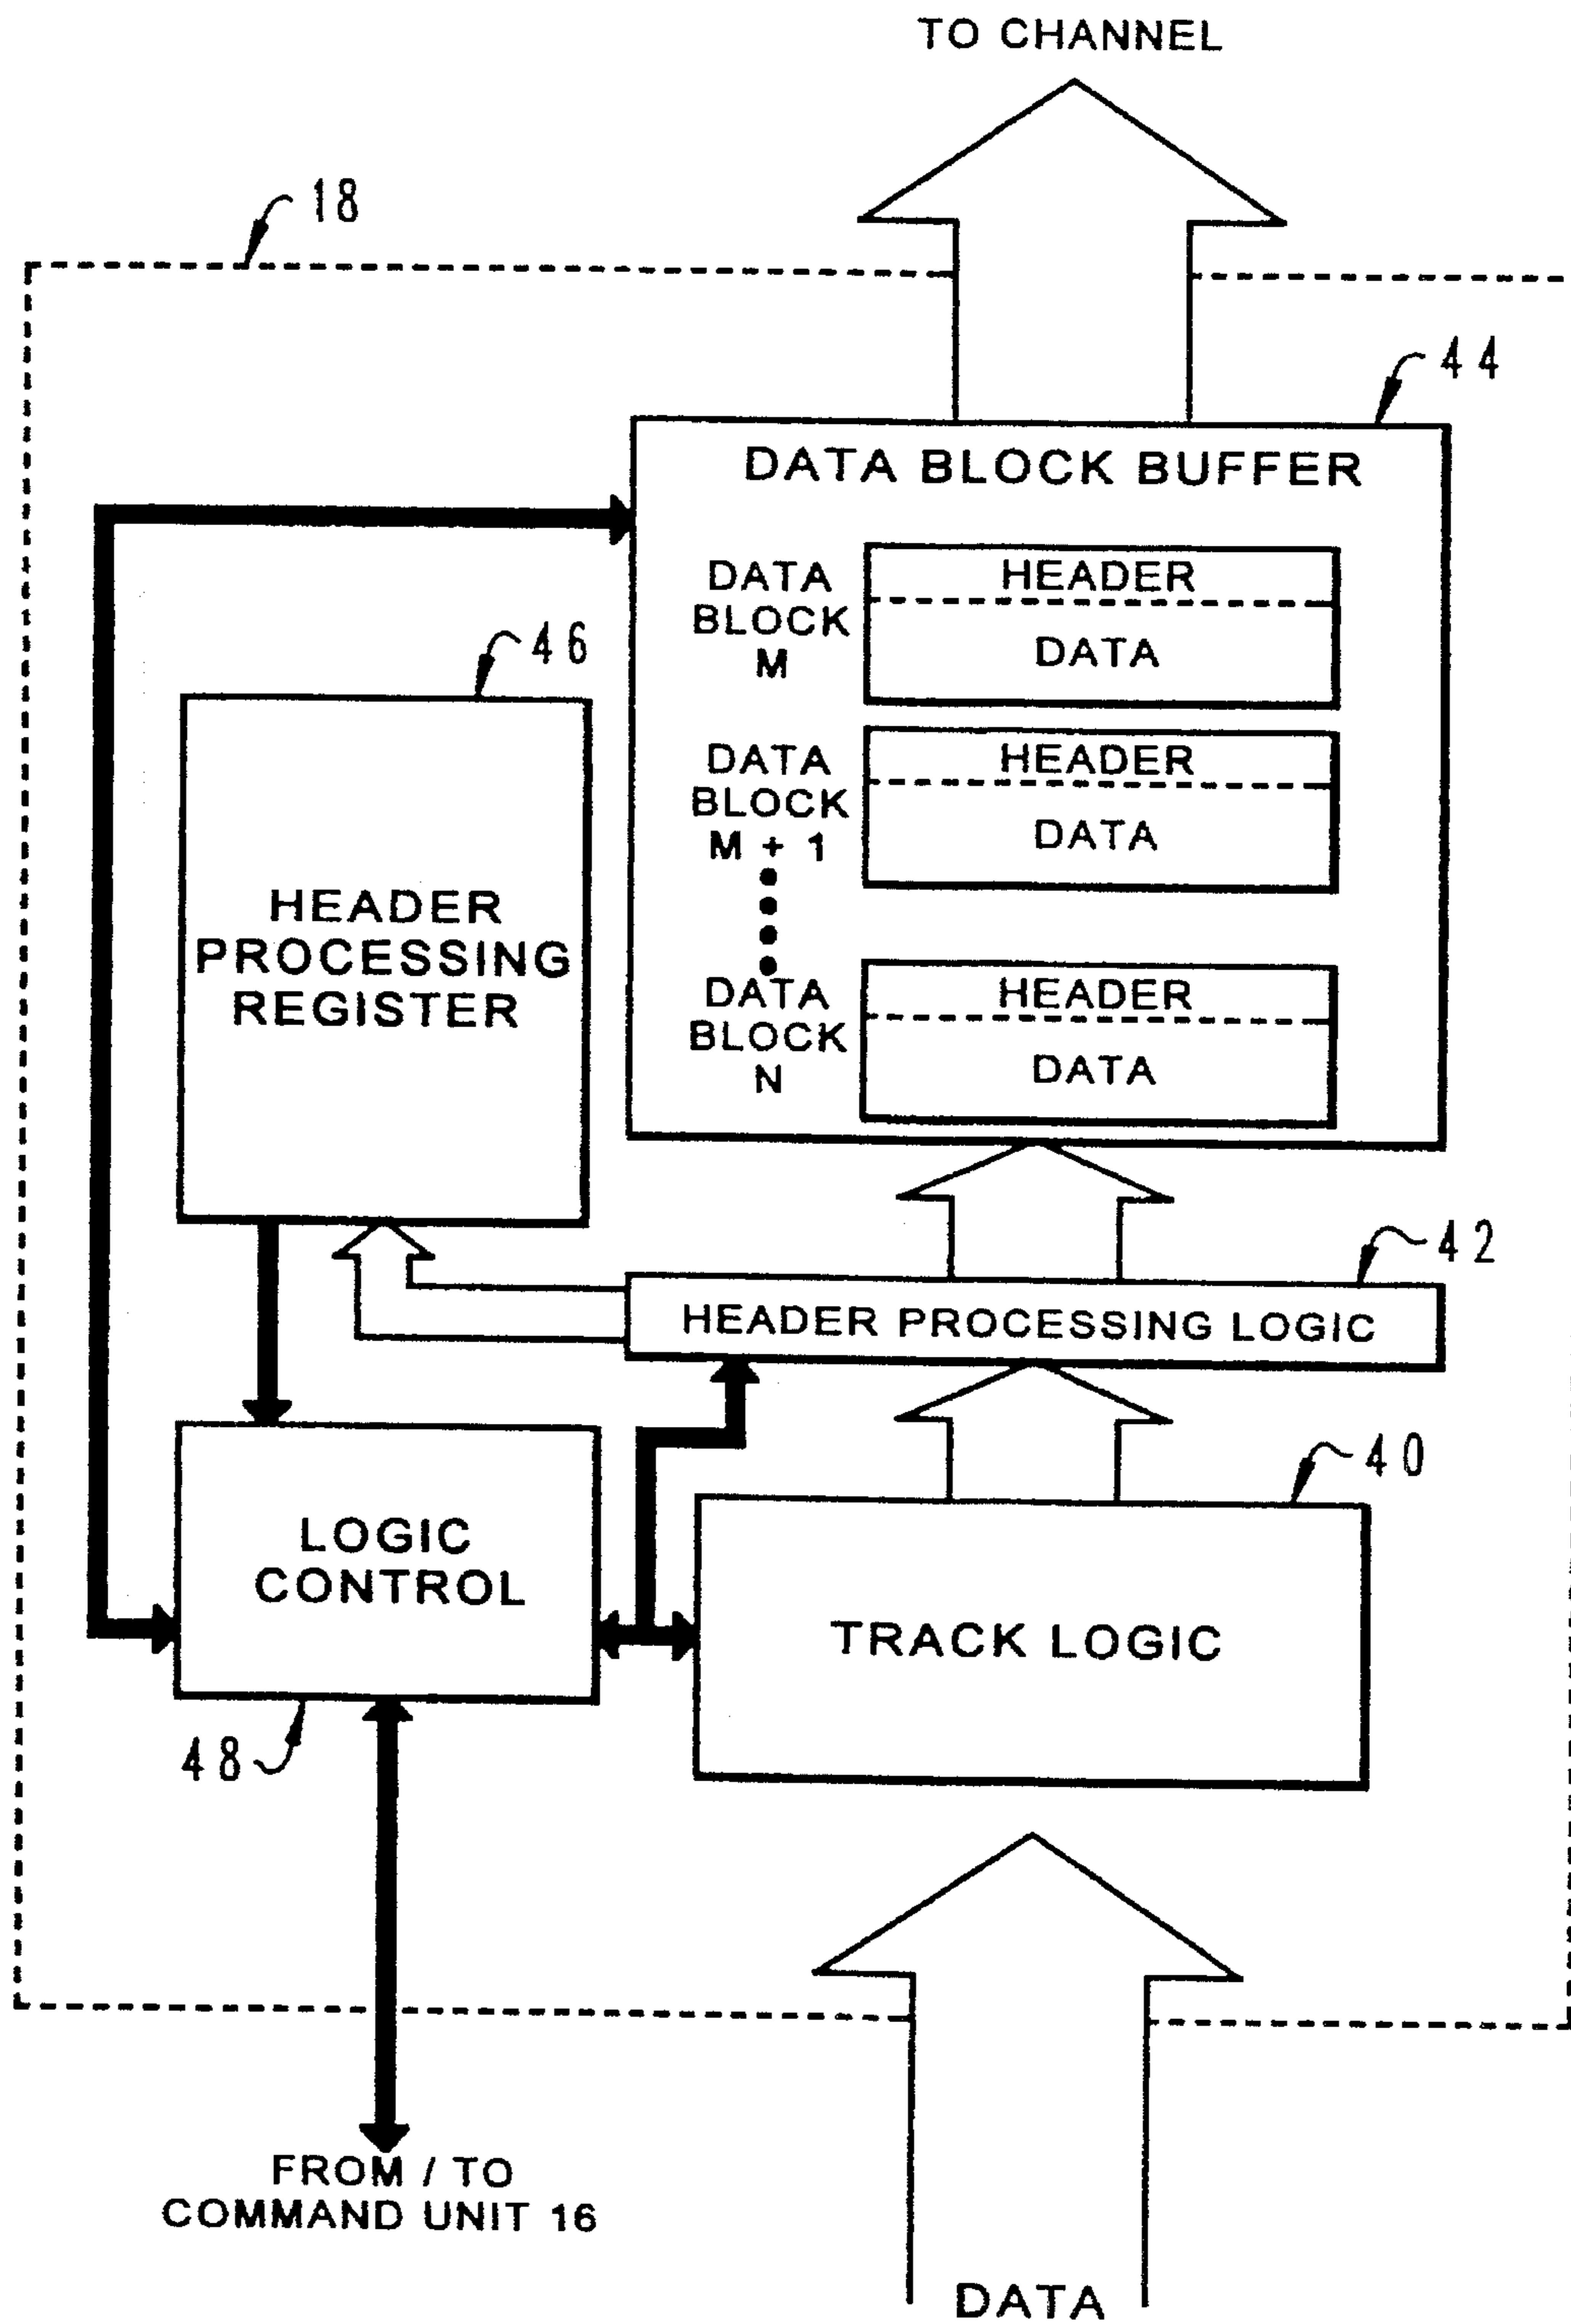 TO CHANNEL
18
44
DATA BLOCK BUFFER
DATA
BLOCK
M
HEADER
DATA
46
DATA
BLOCK
M + 1
HEADER
DATA
HEADER
PROCESSING
REGISTER
DATA
BLOCK
N
HEADER
DATA
42
HEADER PROCESSING LOGIC
40
LOGIC
CONTROL
TRACK LOGIC
48
FROM / TO
COMMAND UNIT 16
DATA